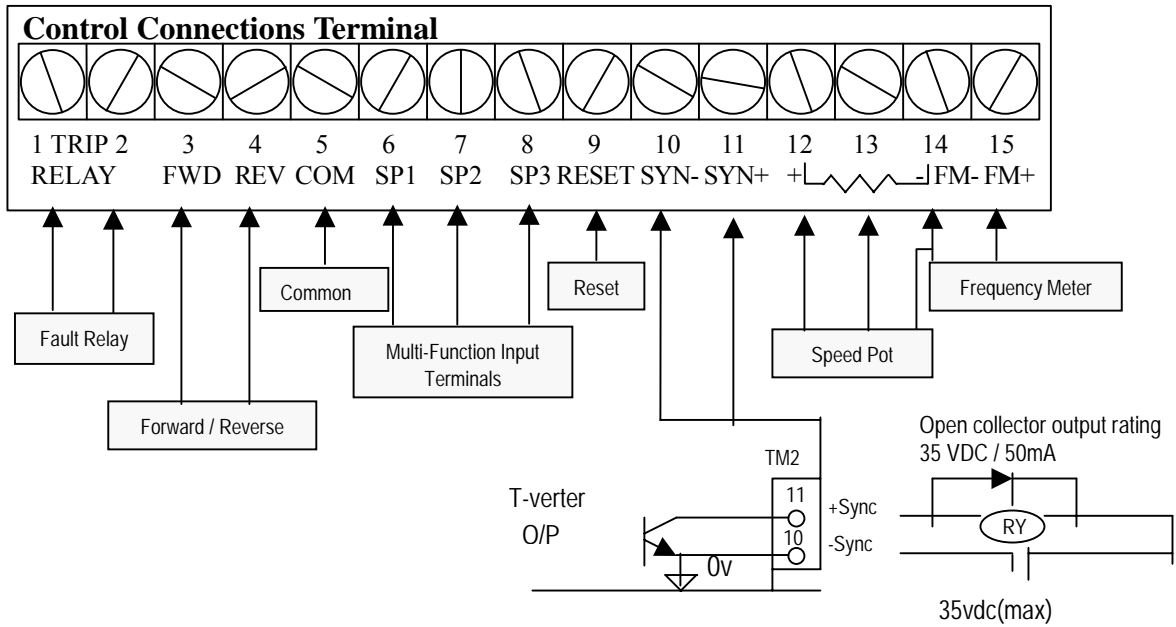 Control Connections Terminal
1 TRIP 2 3 4 5 6 7 8 9 10 11 12 13 14 15
RELAY FWD REV COM SP1 SP2 SP3 RESET SYN- SYN+ + - FM- FM+
Common
Reset
Frequency Meter
Fault Relay
Multi-Function Input
Terminals
Speed Pot
Forward / Reverse
Open collector output rating
35 VDC / 50mA
TM2
T-verter
O/P
11
+Sync
10
-Sync
RY
0v
35vdc(max)